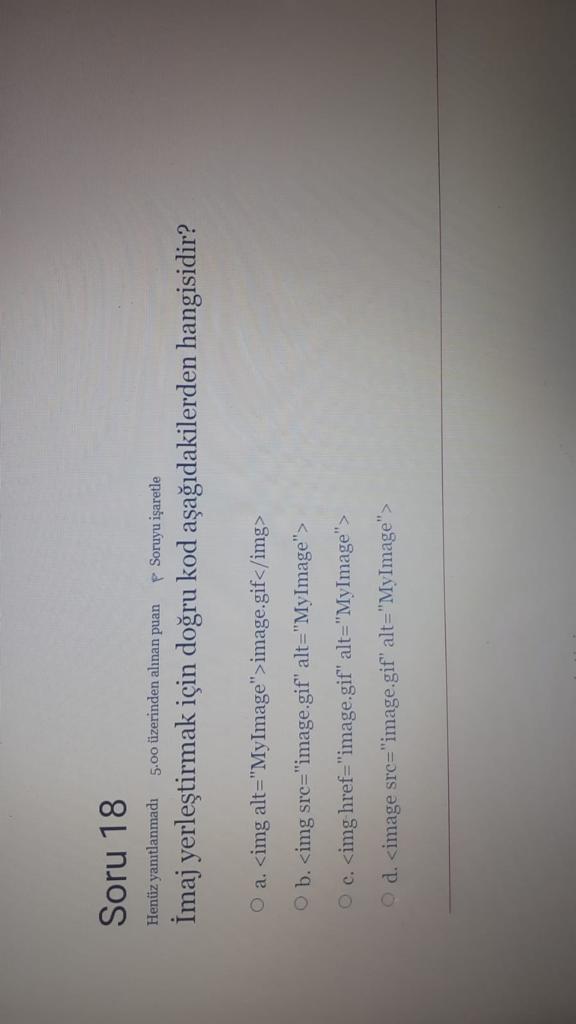 Soru 18
Henüz yanıtlanmadı 5.00 üzerinden alınan puan Soruyu işaretle
İmaj yerleştirmak için doğru kod aşağıdakilerden hangisidir?
a. <img alt="MyImage">image.gif</img>
b. <img src="image.gif" alt="MyImage">
c. <img href="image.gif" alt="MyImage">
d. <image src="image.gif" alt="MyImage">